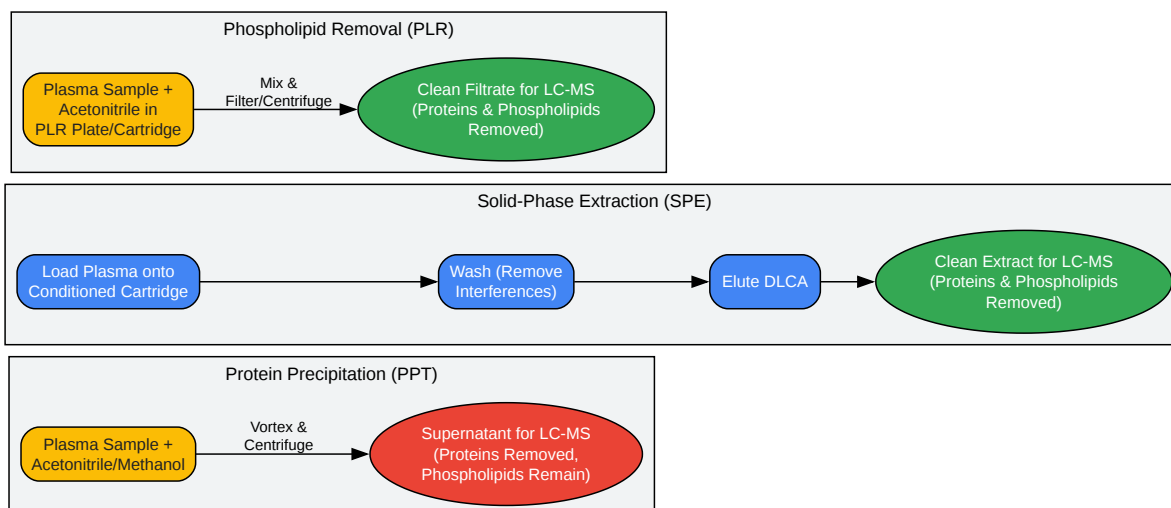 Phospholipid Removal (PLR)
Plasma Sample +
Acetonitrile in
PLR Plate/Cartridge
Mix &
Filter/Centrifuge
Clean Filtrate for LC-MS
(Proteins & Phospholipids
Removed)
Solid-Phase Extraction (SPE)
Load Plasma onto
Conditioned Cartridge
Wash (Remove
Interferences)
Elute DLCA
Clean Extract for LC-MS
(Proteins & Phospholipids
Removed)
Protein Precipitation (PPT)
Plasma Sample +
Acetonitrile/Methanol
Vortex &
Centrifuge
Supernatant for LC-MS
(Proteins Removed,
Phospholipids Remain)